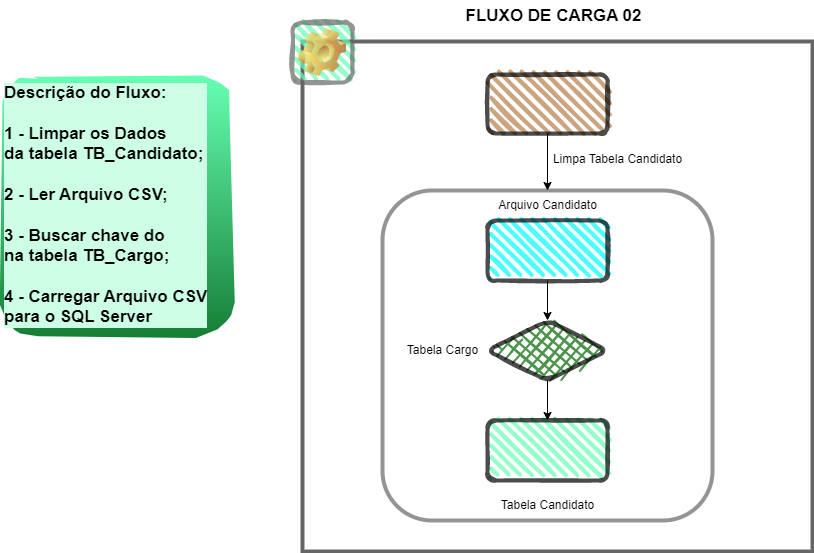 FLUXO DE CARGA 02
Descrição do Fluxo:
1 - Limpar os Dados
da tabela TB_Candidato;
2 - Ler Arquivo CSV;
3 - Buscar chave do
na tabela TB_Cargo;
4 - Carregar Arquivo CSV
para o SQL Server
Limpa Tabela Candidato
Arquivo Candidato
Tabela Cargo
Tabela Candidato